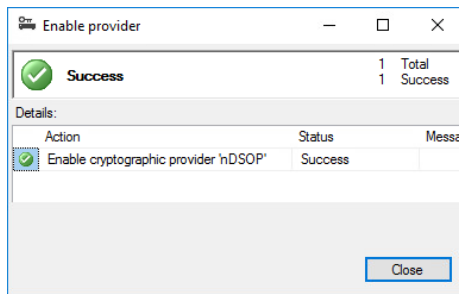 Enable provider
Success
1 Total
1 Success
Details:
Action Status Messa
Enable cryptographic provider 'nDSOP' Success
Close